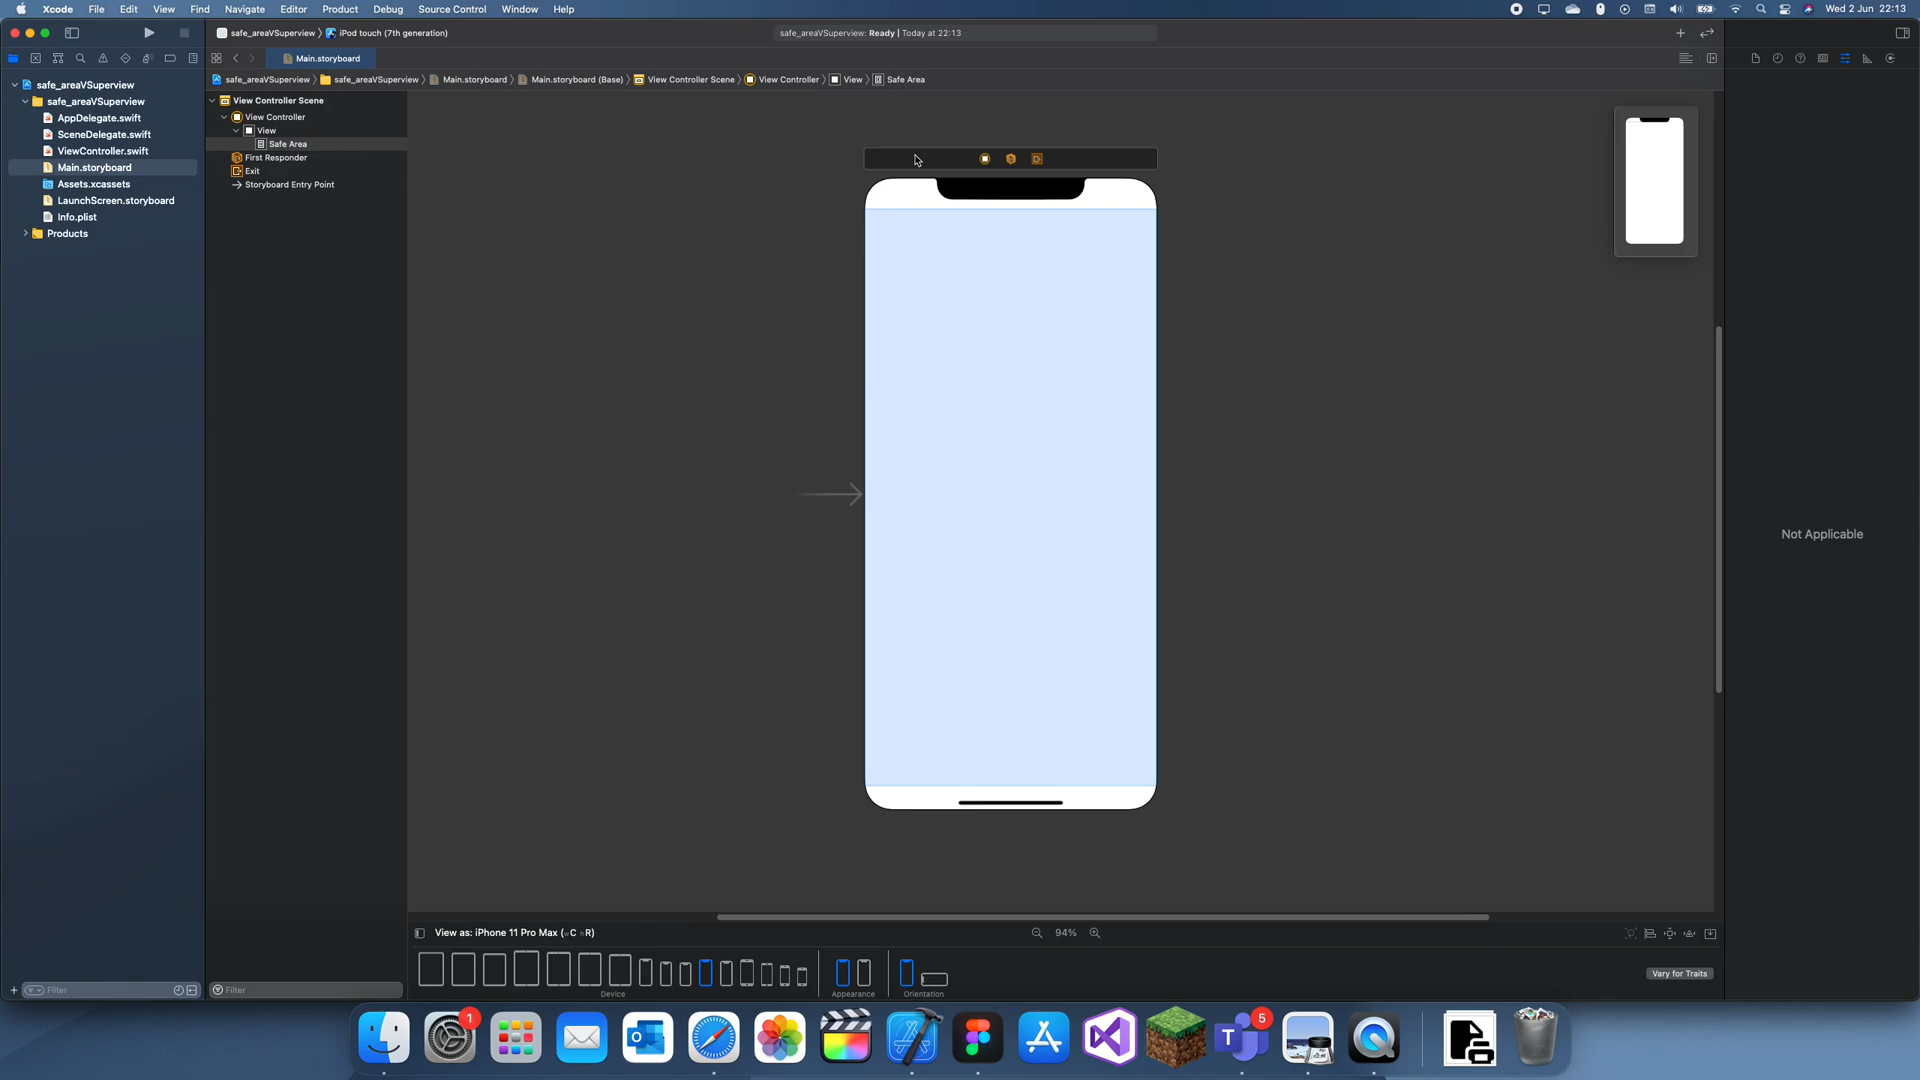 Xcode File Edit View Find Navigate Editor Product Debug Source Control Window Help Wed 2 Jun 22:13
safe_areaVSuperview iPod touch (7th generation) safe_areaVSuperview: Ready | Today at 22:13
Main.storyboard
safe_areaVSuperview safe_areaVSuperview Main.storyboard Main.storyboard (Base) View Controller Scene View Controller View Safe Area
safe_areaVSuperview
safe_areaVSuperview
AppDelegate.swift
SceneDelegate.swift
ViewController.swift
Main.storyboard
Assets.xcassets
LaunchScreen.storyboard
Info.plist
Products
View Controller Scene
View Controller
View
Safe Area
First Responder
Exit
Storyboard Entry Point
Not Applicable
View as: iPhone 11 Pro Max (wC hR) 94%
Vary for Traits
Device Appearance Orientation
Filter Filter
1 5